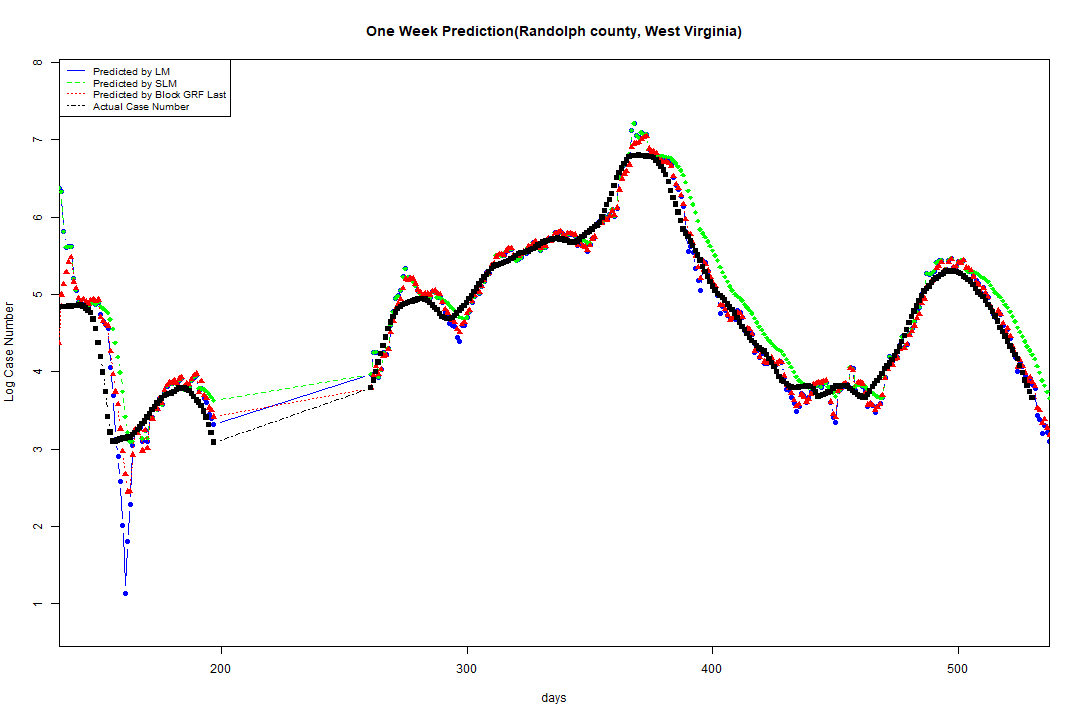 One Week Prediction(Randolph county, West Virginia)
Predicted by LM
Predicted by SLM
Predicted by Block GRF Last
Actual Case Number
Log Case Number
8
7
6
5
4
3
2
1
200 300 400 500
days